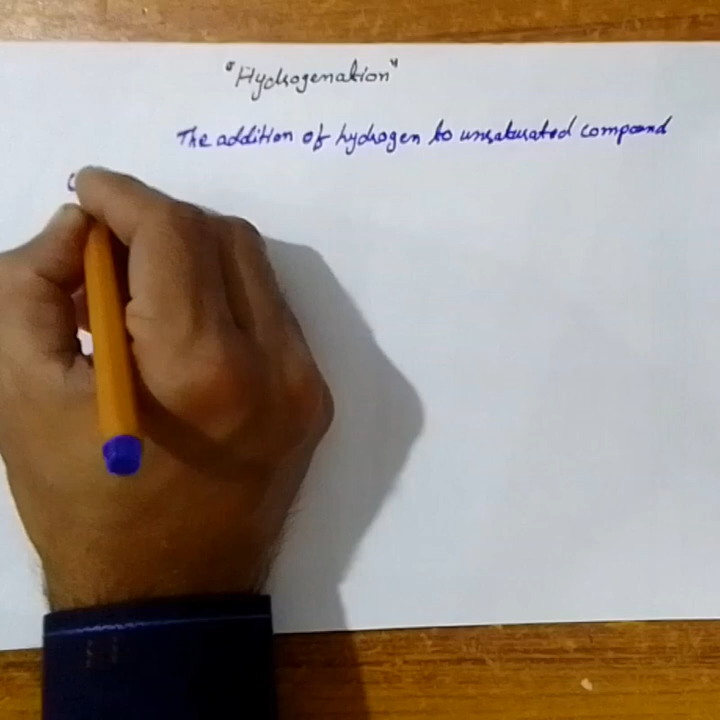 "Hydrogenation"
The addition of hydrogen to unsaturated compound